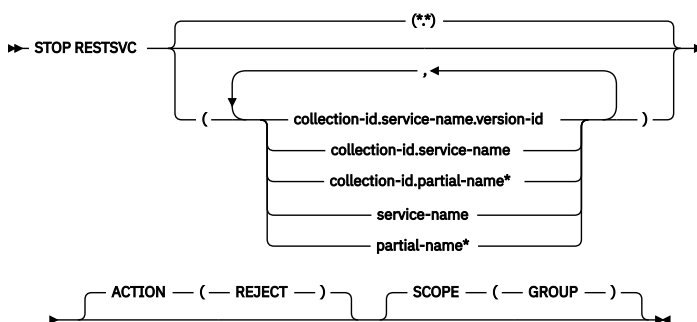 (*.*)
STOP RESTSVC
,
( collection-id.service-name.version-id )
collection-id.service-name
collection-id.partial-name*
service-name
partial-name*
ACTION ( REJECT ) SCOPE ( GROUP )